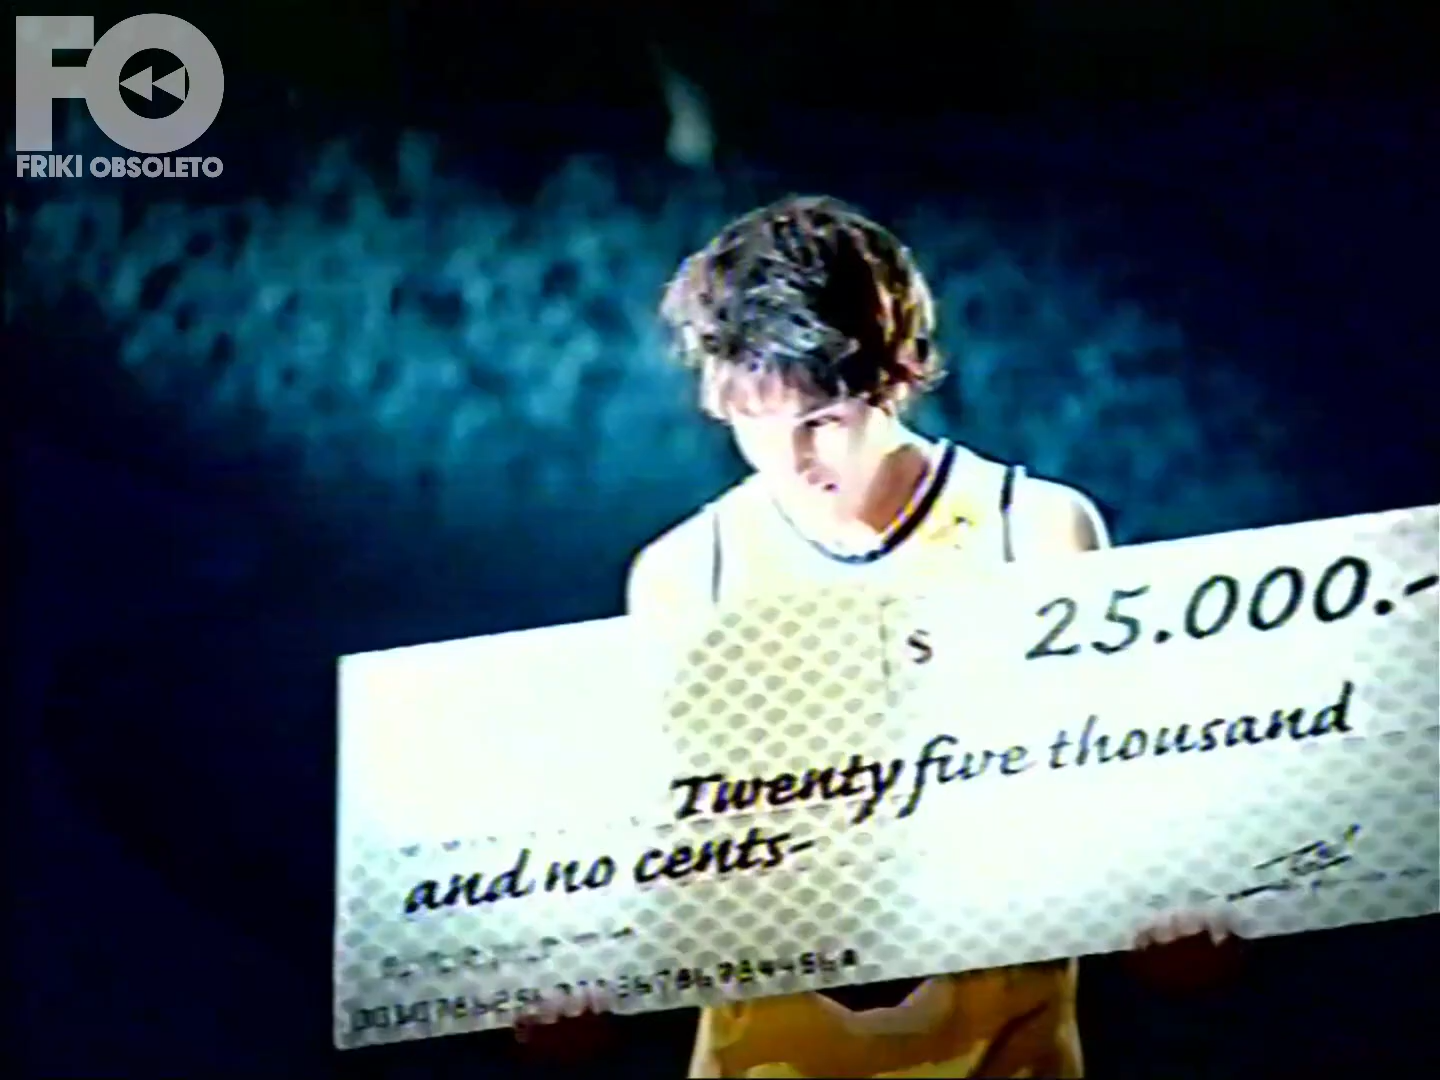 FO
FRIKI OBSOLETO
$ 25.000.-
Twenty five thousand
and no cents-